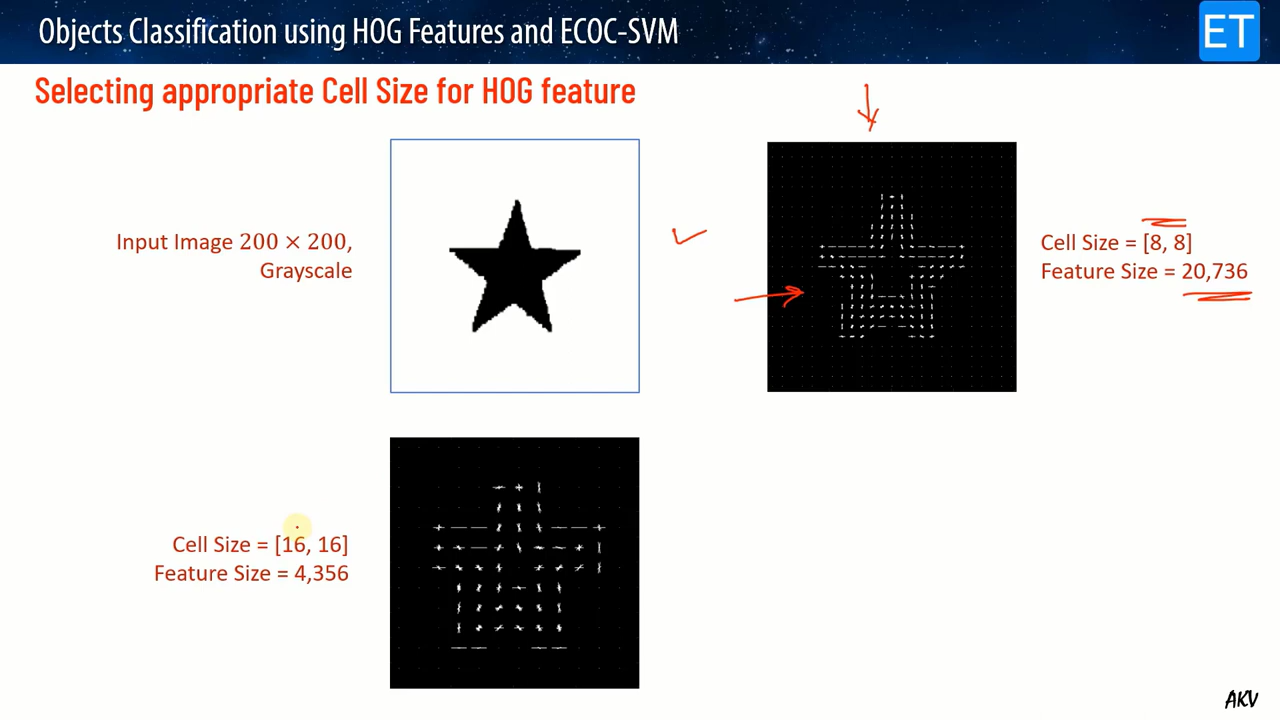 Objects Classification using HOG Features and ECOC-SVM
ET
Selecting appropriate Cell Size for HOG feature
Input Image 200 × 200,
Grayscale
Cell Size = [8, 8]
Feature Size = 20,736
Cell Size = [16, 16]
Feature Size = 4,356
AKV